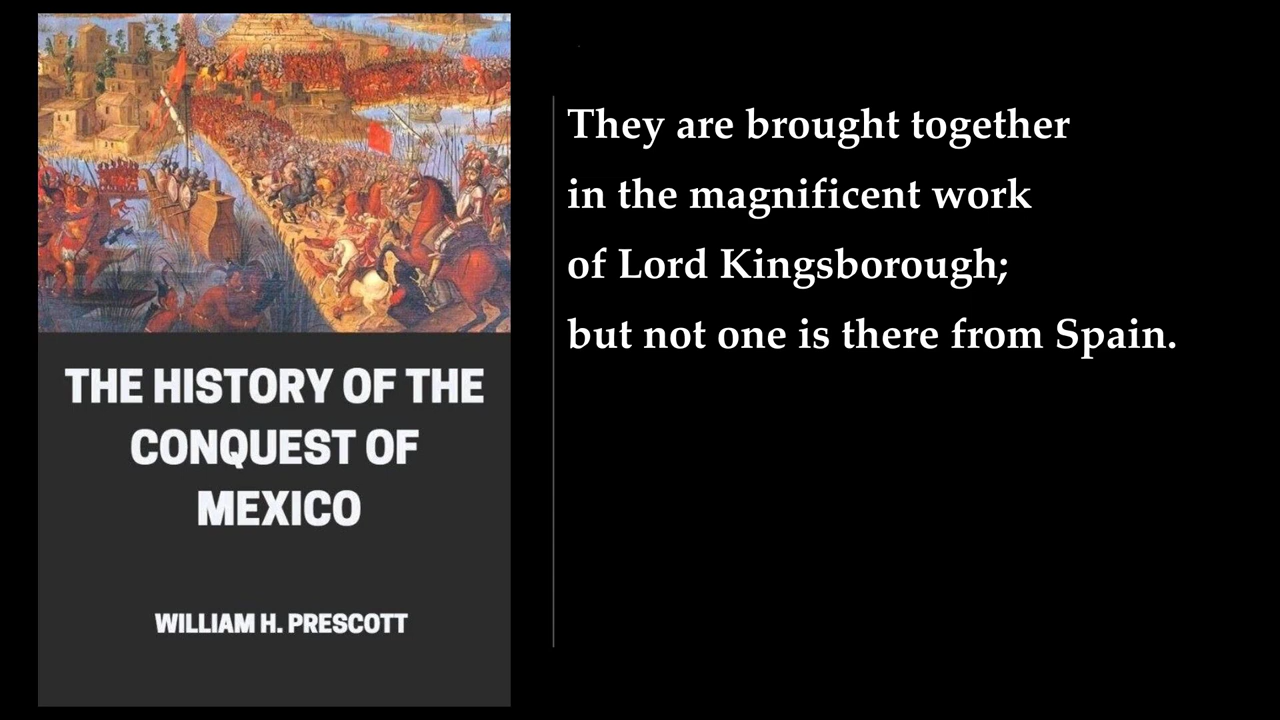 THE HISTORY OF THE
CONQUEST OF
MEXICO
WILLIAM H. PRESCOTT
They are brought together
in the magnificent work
of Lord Kingsborough;
but not one is there from Spain.